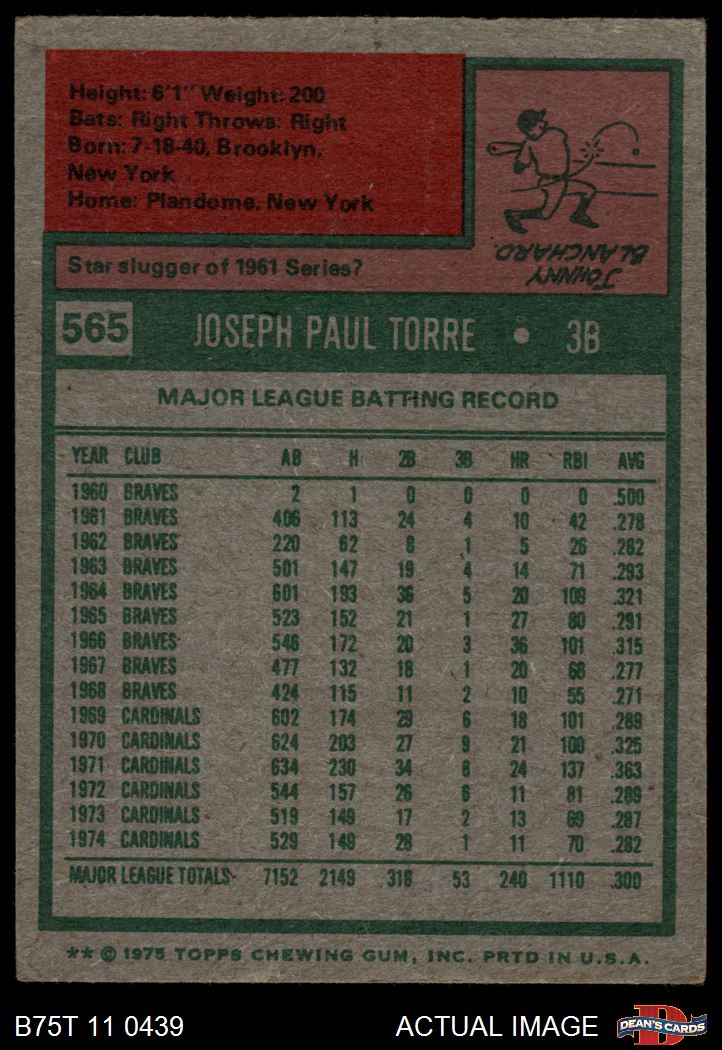 Height: 6'1" Weight: 200
Bats: Right Throws: Right
Born: 7-18-40, Brooklyn,
New York
Home: Plandome, New York
JOHNNY
BLANCHARD.
Star slugger of 1961 Series?
565 JOSEPH PAUL TORRE • 3B
MAJOR LEAGUE BATTING RECORD
YEAR CLUB AB H 2B 3B HR RBI AVG
1960 BRAVES 2 1 0 0 0 0 .500
1961 BRAVES 406 113 24 4 10 42 .278
1962 BRAVES 220 62 8 1 5 26 .282
1963 BRAVES 501 147 19 4 14 71 .293
1964 BRAVES 601 193 36 5 20 109 .321
1965 BRAVES 523 152 21 1 27 80 .291
1966 BRAVES 546 172 20 3 36 101 .315
1967 BRAVES 477 132 18 1 20 68 .277
1968 BRAVES 424 115 11 2 10 55 .271
1969 CARDINALS 602 174 29 6 18 101 .289
1970 CARDINALS 624 203 27 9 21 100 .325
1971 CARDINALS 634 230 34 8 24 137 .363
1972 CARDINALS 544 157 26 6 11 81 .289
1973 CARDINALS 519 149 17 2 13 69 .287
1974 CARDINALS 529 149 28 1 11 70 .282
MAJOR LEAGUE TOTALS 7152 2149 318 53 240 1110 .300
** © 1975 TOPPS CHEWING GUM, INC. PRTD IN U.S.A.
B75T 11 0439 ACTUAL IMAGE D DEAN'S CARDS